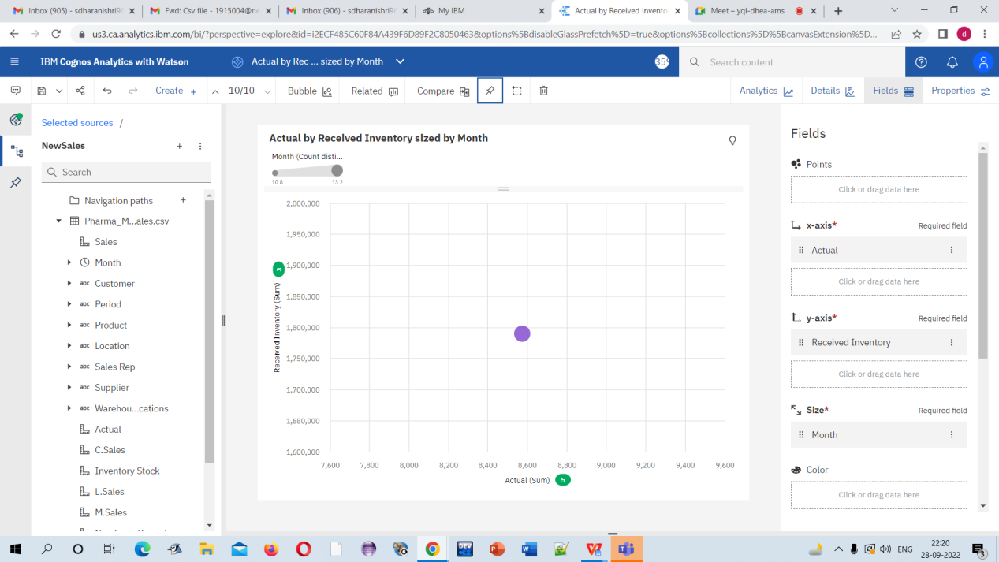 Inbox (905) - sdharanishri9
Fwd: Csv file - 1915004@ne
Inbox (906) - sdharanishri9
My IBM
Actual by Received Invento
Meet – yqi-dhea-ams
us3.ca.analytics.ibm.com/bi/?perspective=explore&id=i2ECF485C60F84A439F6D89F2C8050463&options%5BdisableGlassPrefetch%5D=true&options%5Bcollections%5D%5BcanvasExtension%5D...
d
IBM Cognos Analytics with Watson
Actual by Rec ... sized by Month
359
Search content
Create +
10/10
Bubble
Related
Compare
Analytics
Details
Fields
Properties
Selected sources /
NewSales
Search
Navigation paths
Pharma_M...ales.csv
Sales
Month
abc Customer
abc Period
abc Product
abc Location
abc Sales Rep
abc Supplier
abc Warehou...cations
Actual
C.Sales
Inventory Stock
L.Sales
M.Sales
Actual by Received Inventory sized by Month
Month (Count disti...
10.8
13.2
2,000,000
1,950,000
1,900,000
1,850,000
1,800,000
1,750,000
1,700,000
1,650,000
1,600,000
Received Inventory (Sum)
3
7,600
7,800
8,000
8,200
8,400
8,600
8,800
9,000
9,200
9,400
9,600
Actual (Sum)
5
Fields
Points
Click or drag data here
x-axis*
Required field
Actual
Click or drag data here
y-axis*
Required field
Received Inventory
Click or drag data here
Size*
Required field
Month
Color
Click or drag data here
DEV
ENG
22:20
28-09-2022
3